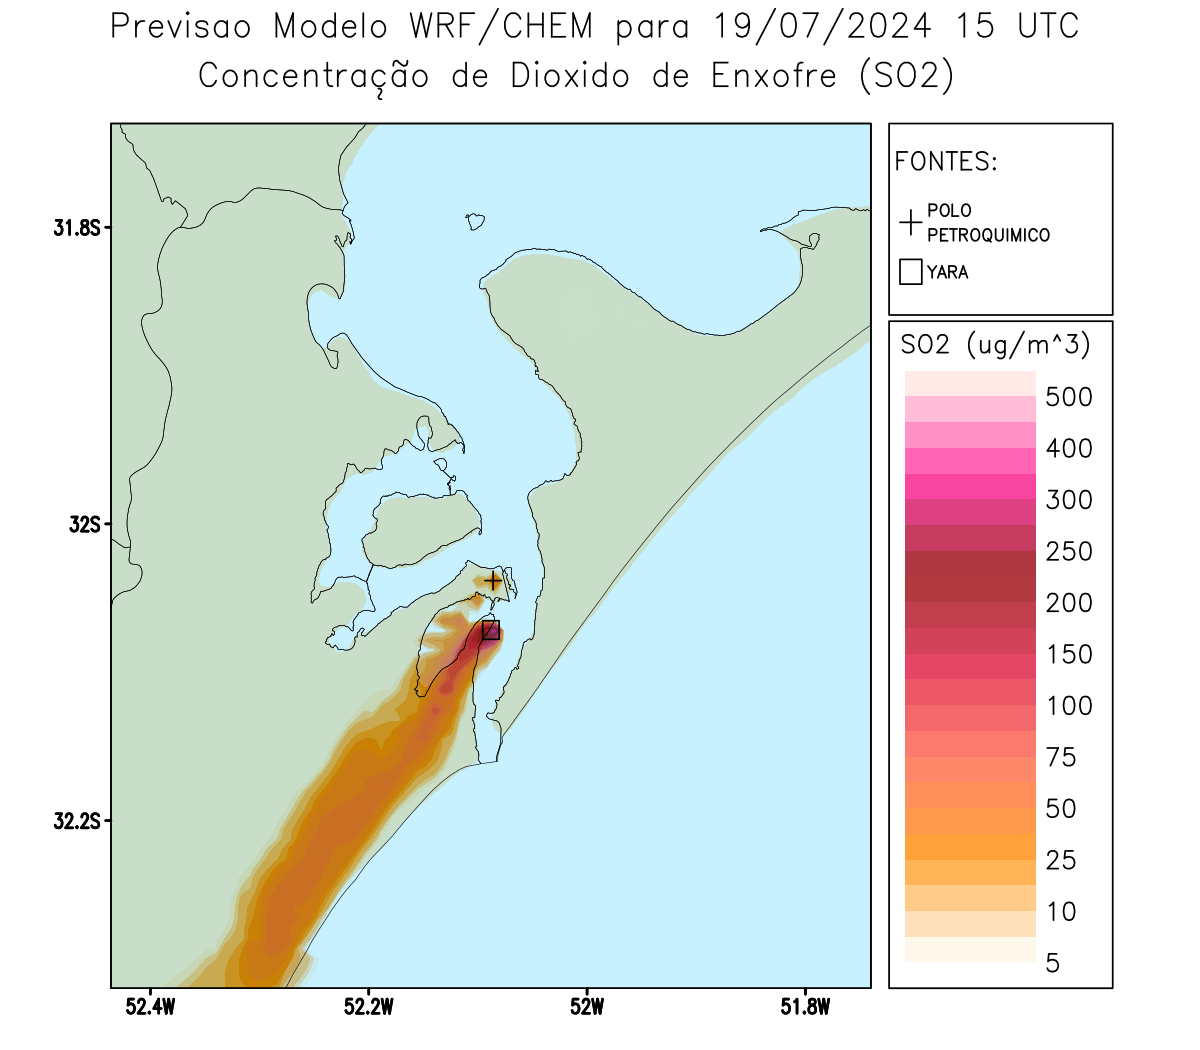 Previsao Modelo WRF/CHEM para 19/07/2024 15 UTC
Concentração de Dioxido de Enxofre (SO2)
FONTES:
POLO
PETROQUIMICO
YARA
SO2 (ug/m^3)
500
400
300
250
200
150
100
75
50
25
10
5
31.8S
32S
32.2S
52.4W
52.2W
52W
51.8W